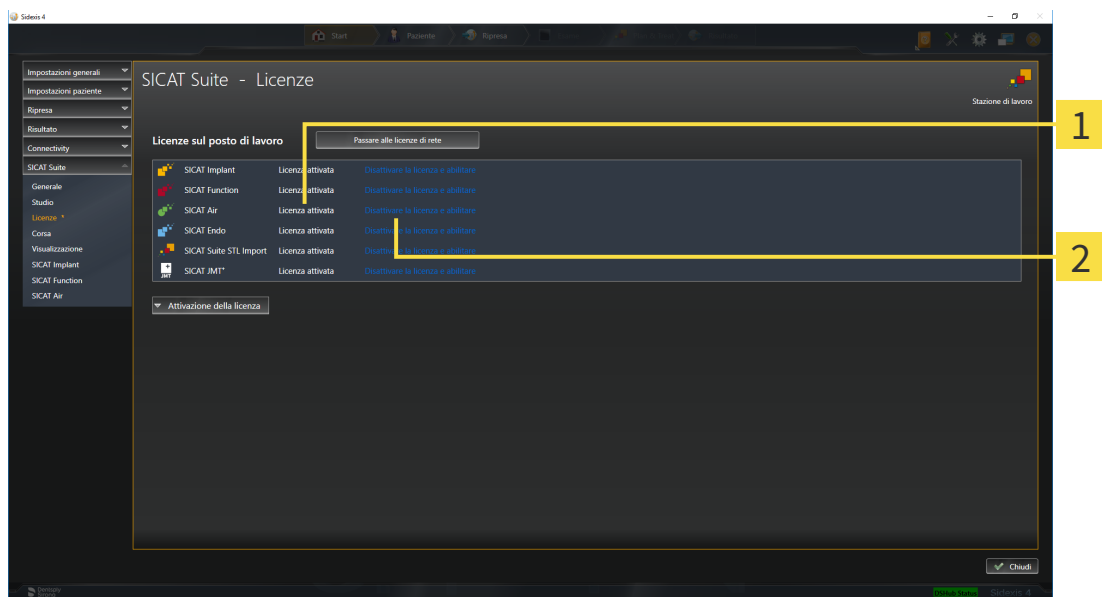 Sidexis 4
Start
Paziente
Ripresa
Impostazioni generali
Impostazioni paziente
Ripresa
Risultato
Connectivity
SICAT Suite
Generale
Studio
Licenze *
Corsa
Visualizzazione
SICAT Implant
SICAT Function
SICAT Air
SICAT Suite - Licenze
Stazione di lavoro
Licenze sul posto di lavoro
Passare alle licenze di rete
SICAT Implant Licenza attivata Disattivare la licenza e abilitare
SICAT Function Licenza attivata Disattivare la licenza e abilitare
SICAT Air Licenza attivata Disattivare la licenza e abilitare
SICAT Endo Licenza attivata Disattivare la licenza e abilitare
SICAT Suite STL Import Licenza attivata Disattivare la licenza e abilitare
JMT SICAT JMT+ Licenza attivata Disattivare la licenza e abilitare
Attivazione della licenza
1
2
Chiudi
Dentsply
Sirona
DSHub Status
Sidexis 4